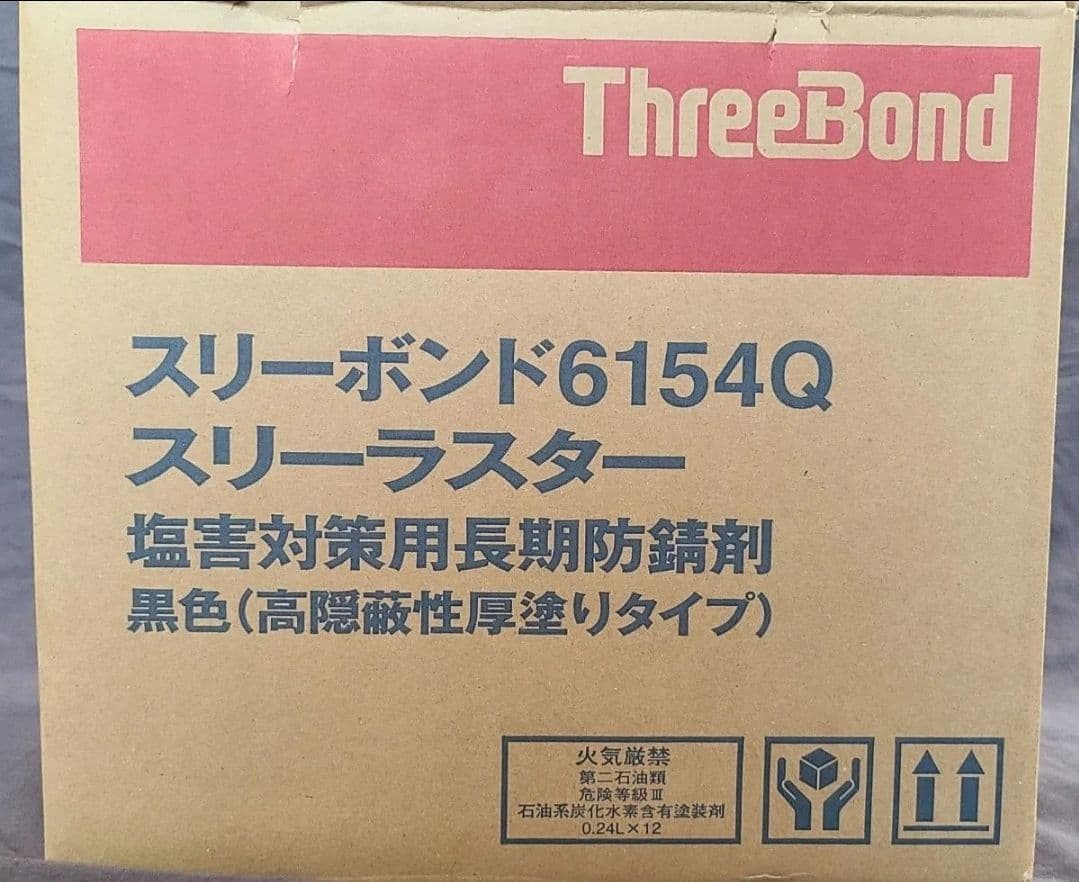 ThreeBond
スリーボンド6154Q
スリーラスター
塩害対策用長期防錆剤
黒色(高隠蔽性厚塗りタイプ)
火気厳禁
第二石油類
危険等級Ⅲ
石油系炭化水素含有塗装剤
0.24L×12